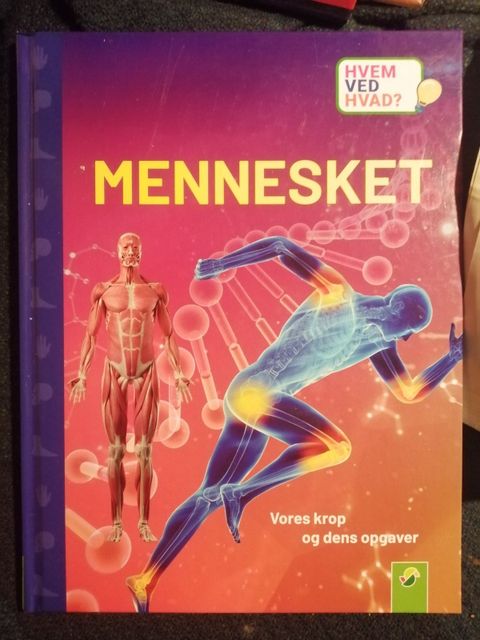 HVEM
VED
HVAD?
MENNESKET
Vores krop
og dens opgaver